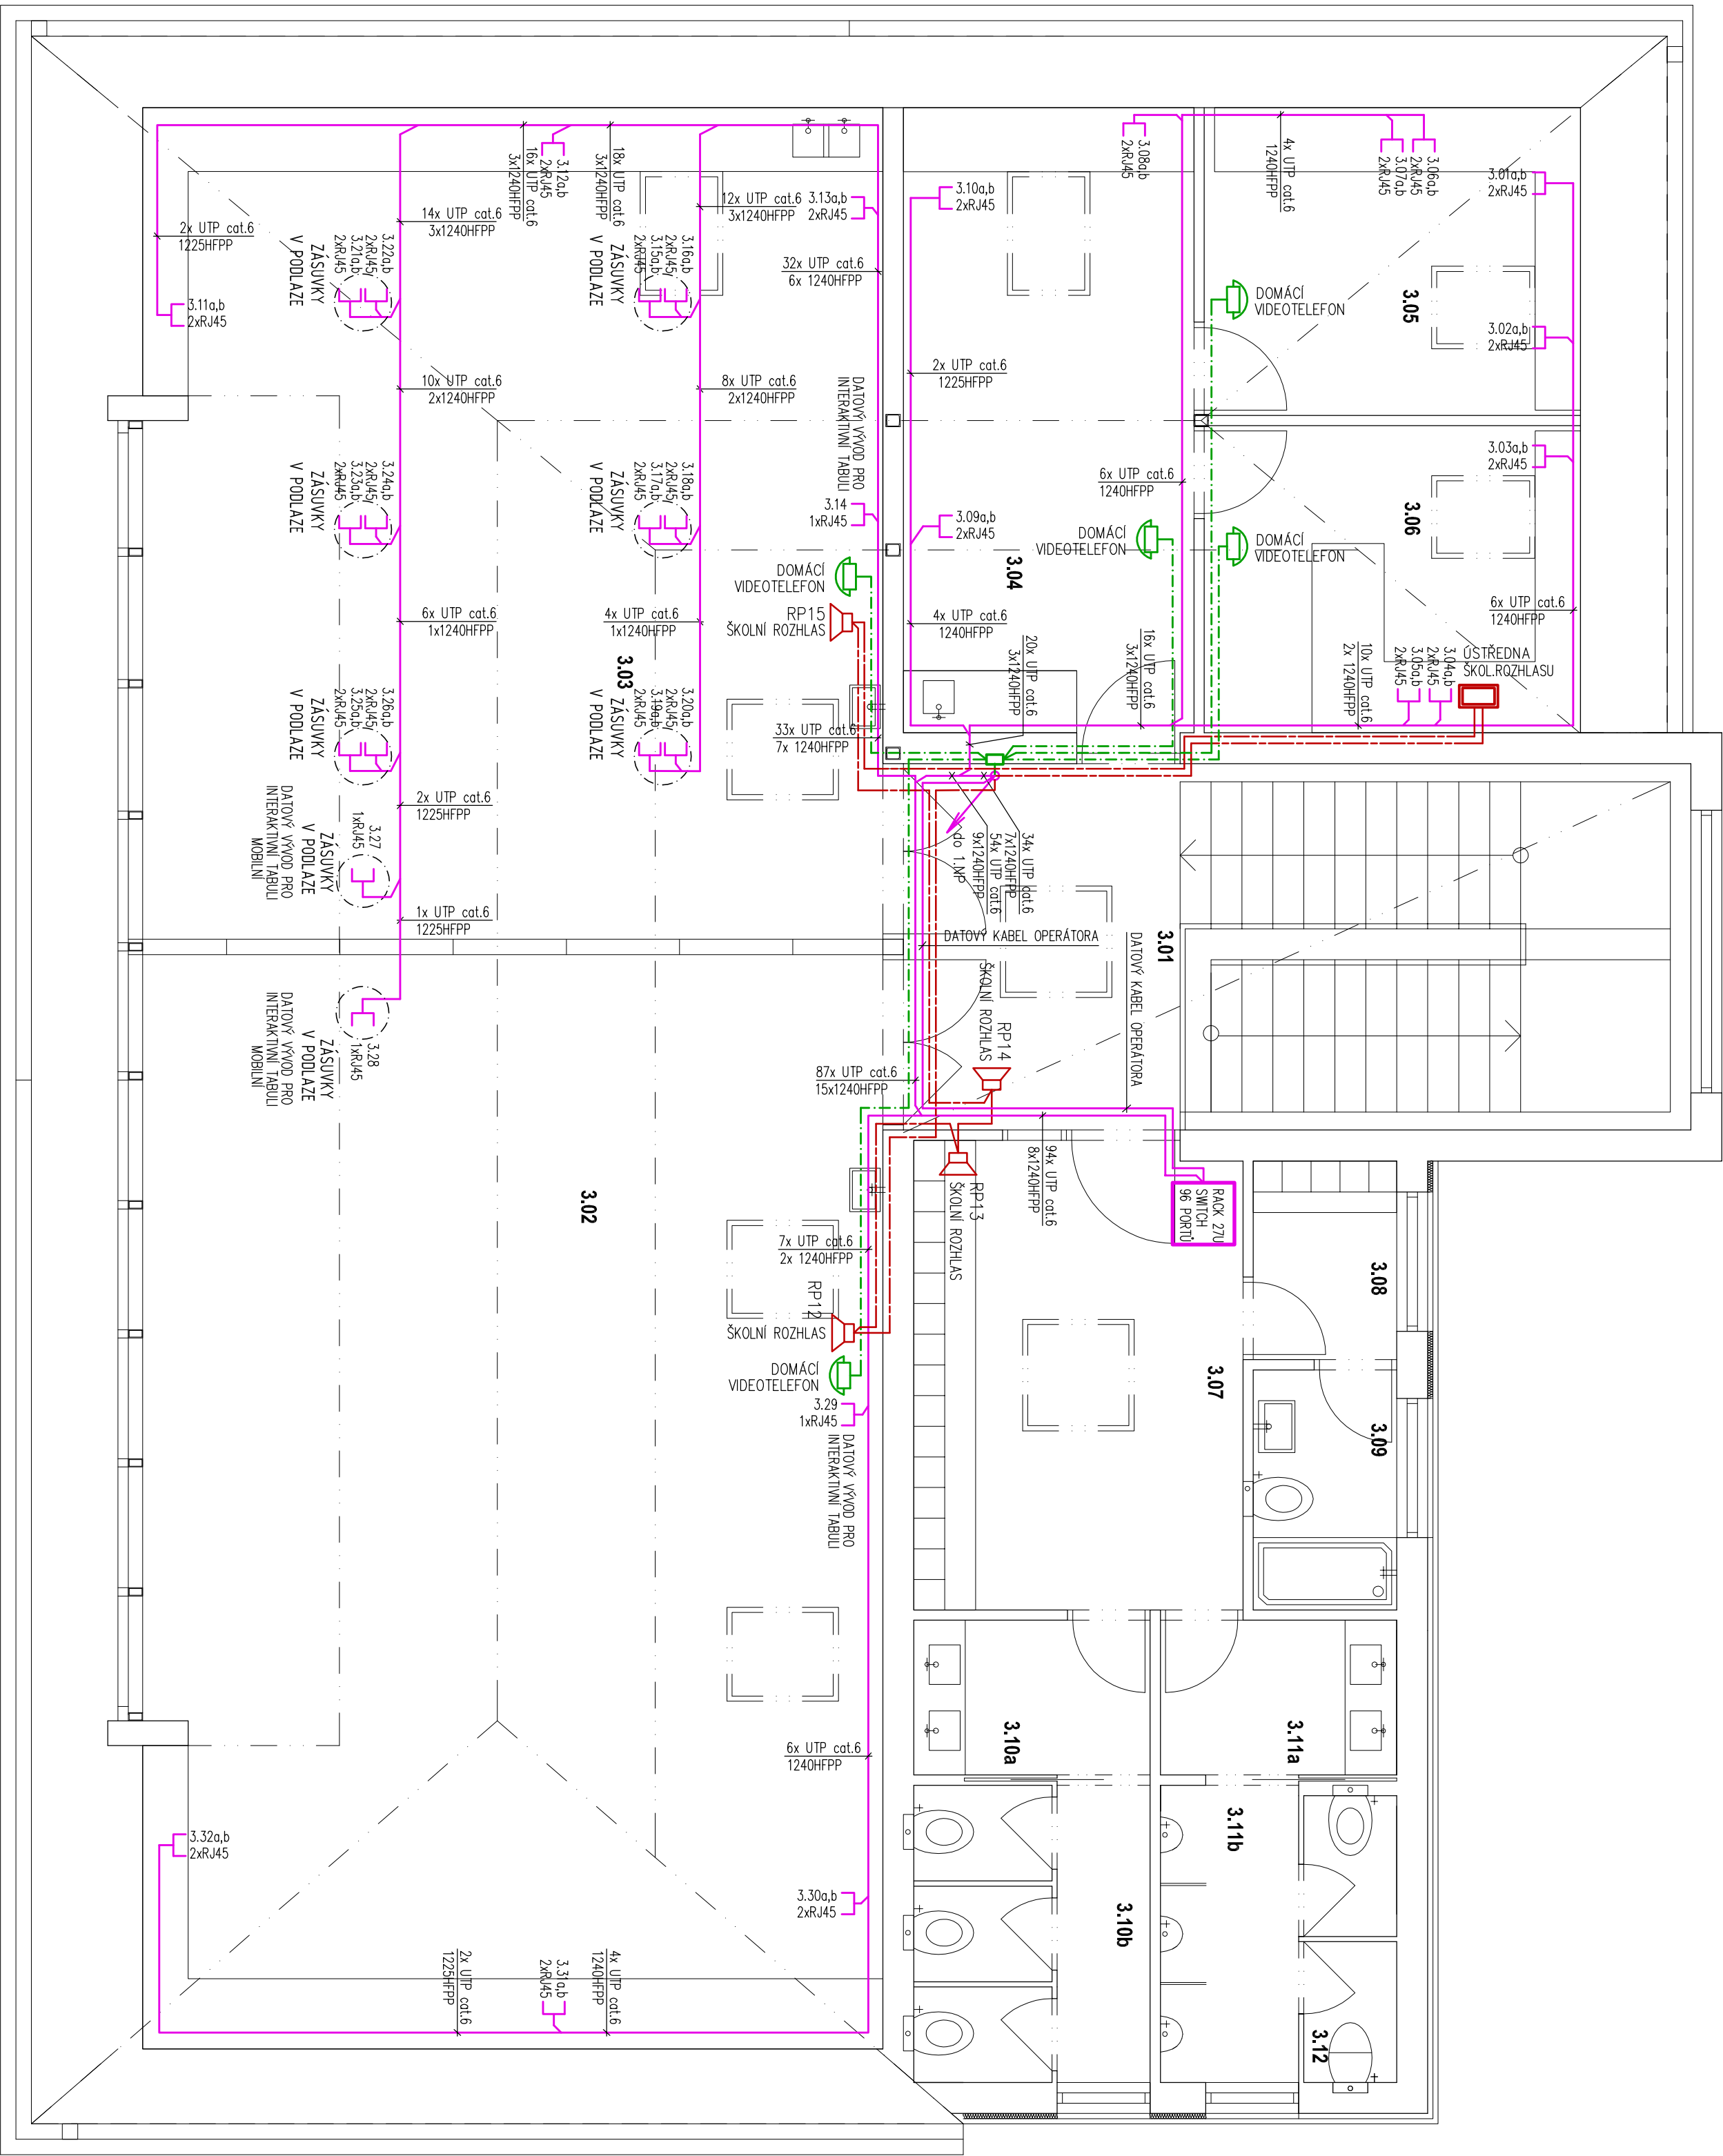 4x UTP cat.6
1240HFPP
3.08a,b
2xRJ45
3.06a,b
2xRJ45
3.07a,b
2xRJ45
3.01a,b
2xRJ45
3.05
3.02a,b
2xRJ45
DOMÁCÍ
VIDEOTELEFON
3.03a,b
2xRJ45
3.06
DOMÁCÍ
VIDEOTELEFON
6x UTP cat.6
1240HFPP
ÚSTŘEDNA
ŠKOL.ROZHLASU
3.04a,b
2xRJ45
3.05a,b
2xRJ45
10x UTP cat.6
2x 1240HFPP
3.10a,b
2xRJ45
2x UTP cat.6
1225HFPP
6x UTP cat.6
1240HFPP
3.09a,b
2xRJ45
DOMÁCÍ
VIDEOTELEFON
3.04
4x UTP cat.6
1240HFPP
20x UTP cat.6
3x1240HFPP
16x UTP cat.6
3x1240HFPP
16x UTP cat.6
3x1240HFPP
3.12a,b
2xRJ45
18x UTP cat.6
3x1240HFPP
12x UTP cat.6
3x1240HFPP
3.13a,b
2xRJ45
14x UTP cat.6
3x1240HFPP
2x UTP cat.6
1225HFPP
32x UTP cat.6
6x 1240HFPP
3.11a,b
2xRJ45
3.22a,b
2xRJ45
3.21a,b
2xRJ45
ZÁSUVKY
V PODLAZE
3.16a,b
2xRJ45
3.15a,b
2xRJ45
ZÁSUVKY
V PODLAZE
10x UTP cat.6
2x1240HFPP
8x UTP cat.6
2x1240HFPP
DATOVÝ VÝVOD PRO
INTERAKTIVNÍ TABULI
3.14
1xRJ45
3.24a,b
2xRJ45
3.23a,b
2xRJ45
ZÁSUVKY
V PODLAZE
3.18a,b
2xRJ45
3.17a,b
2xRJ45
ZÁSUVKY
V PODLAZE
DOMÁCÍ
VIDEOTELEFON
RP15
ŠKOLNÍ ROZHLAS
6x UTP cat.6
1x1240HFPP
4x UTP cat.6
1x1240HFPP
3.03
3.26a,b
2xRJ45
3.25a,b
2xRJ45
ZÁSUVKY
V PODLAZE
3.20a,b
2xRJ45
3.19a,b
2xRJ45
ZÁSUVKY
V PODLAZE
33x UTP cat.6
7x 1240HFPP
2x UTP cat.6
1225HFPP
3.27
1xRJ45
ZÁSUVKY
V PODLAZE
DATOVÝ VÝVOD PRO
INTERAKTIVNÍ TABULI
MOBILNÍ
1x UTP cat.6
1225HFPP
3.28
1xRJ45
ZÁSUVKY
V PODLAZE
DATOVÝ VÝVOD PRO
INTERAKTIVNÍ TABULI
MOBILNÍ
34x UTP cat.6
7x1240HFPP
54x UTP cat.6
9x1240HFPP
do 1.NP
DATOVÝ KABEL OPERÁTORA
3.01
DATOVÝ KABEL OPERÁTORA
RP14
ŠKOLNÍ ROZHLAS
87x UTP cat.6
15x1240HFPP
94x UTP cat.6
8x1240HFPP
RACK 27U
SWITCH
96 PORTŮ
RP13
ŠKOLNÍ ROZHLAS
3.02
7x UTP cat.6
2x 1240HFPP
RP12
ŠKOLNÍ ROZHLAS
DOMÁCÍ
VIDEOTELEFON
3.29
1xRJ45
DATOVÝ VÝVOD PRO
INTERAKTIVNÍ TABULI
3.08
3.07
3.09
3.10a
3.11a
3.11b
3.10b
3.12
6x UTP cat.6
1240HFPP
3.32a,b
2xRJ45
3.30a,b
2xRJ45
2x UTP cat.6
1225HFPP
3.31a,b
2xRJ45
4x UTP cat.6
1240HFPP